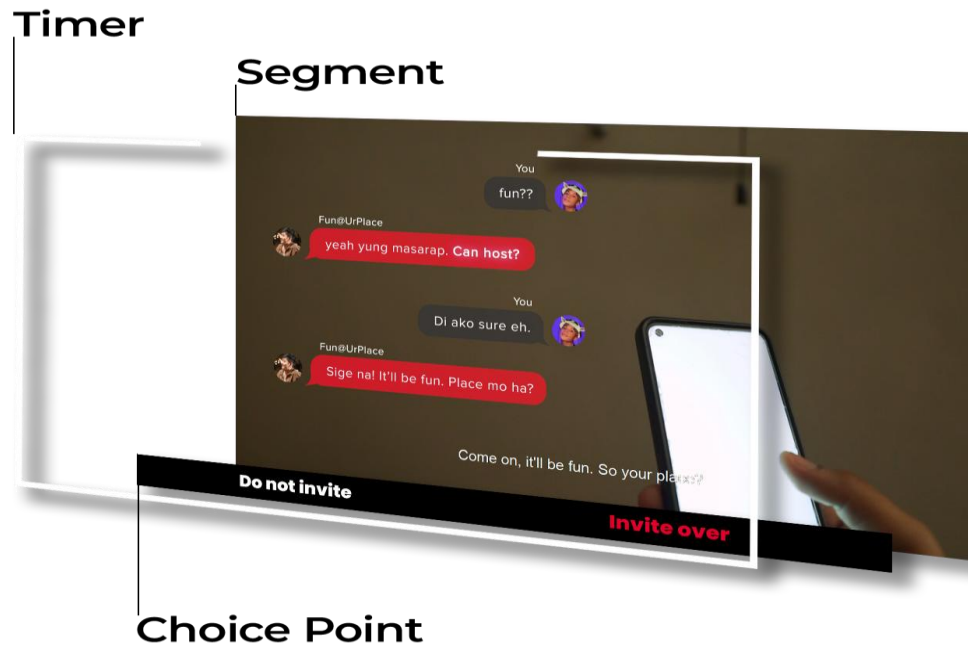 Timer
Segment
You
fun??
Fun@UrPlace
yeah yung masarap. Can host?
You
Di ako sure eh.
Fun@UrPlace
Sige na! It'll be fun. Place mo ha?
Come on, it'll be fun. So your place?
Do not invite
Invite over
Choice Point